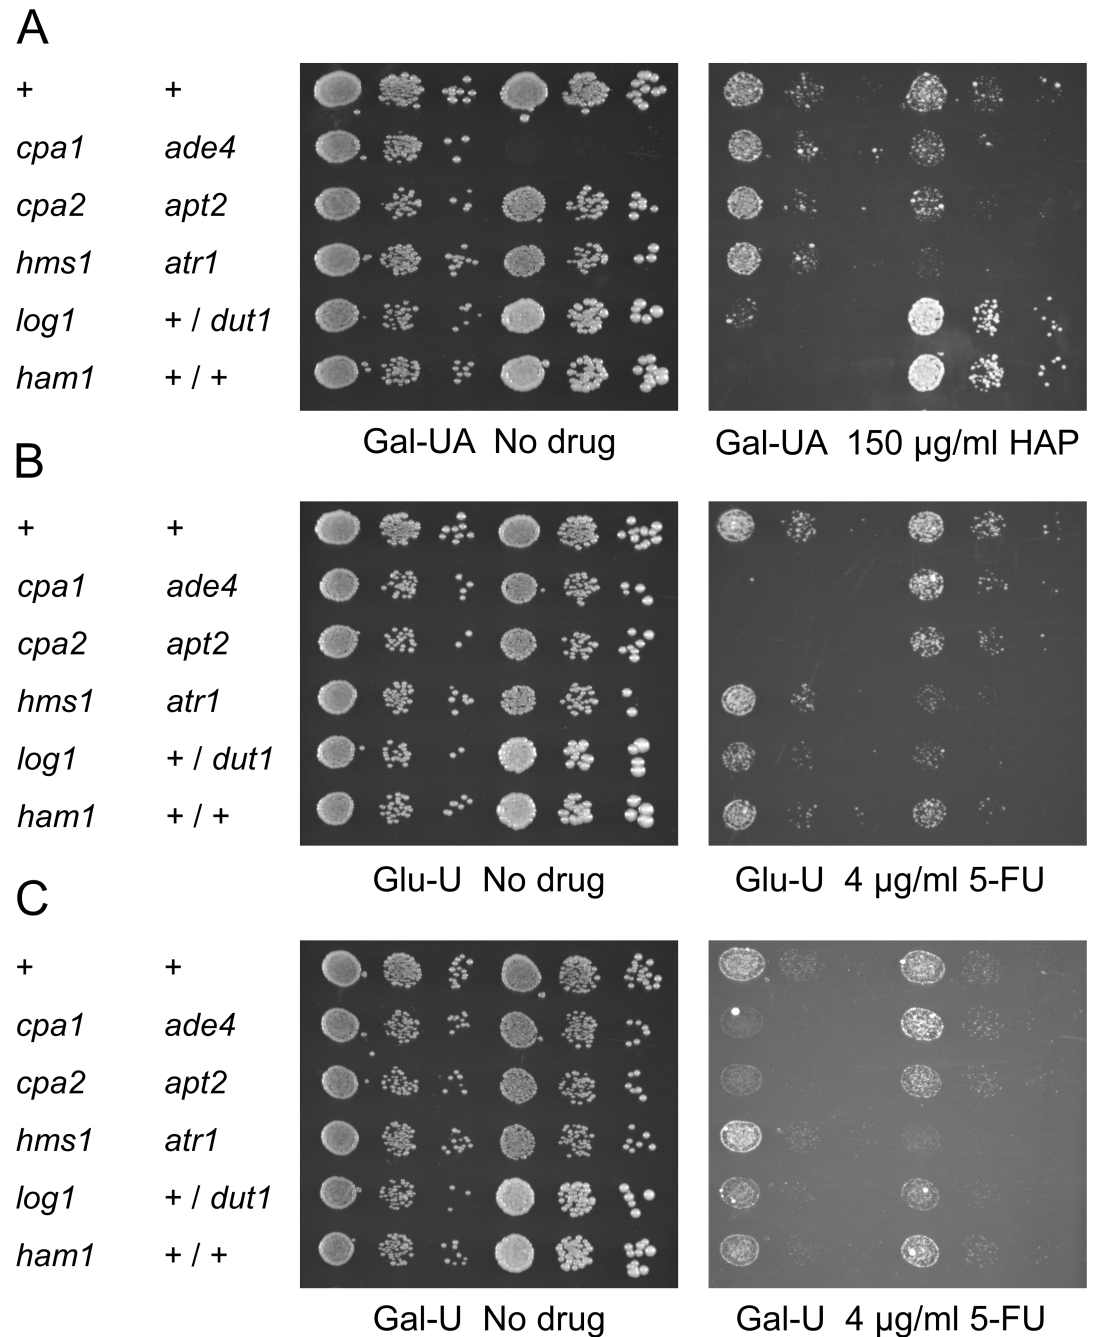 A
+ +
cpa1 ade4
cpa2 apt2
hms1 atr1
log1 + / dut1
ham1 + / +
Gal-UA No drug Gal-UA 150 µg/ml HAP
B
+ +
cpa1 ade4
cpa2 apt2
hms1 atr1
log1 + / dut1
ham1 + / +
Glu-U No drug Glu-U 4 µg/ml 5-FU
C
+ +
cpa1 ade4
cpa2 apt2
hms1 atr1
log1 + / dut1
ham1 + / +
Gal-U No drug Gal-U 4 µg/ml 5-FU